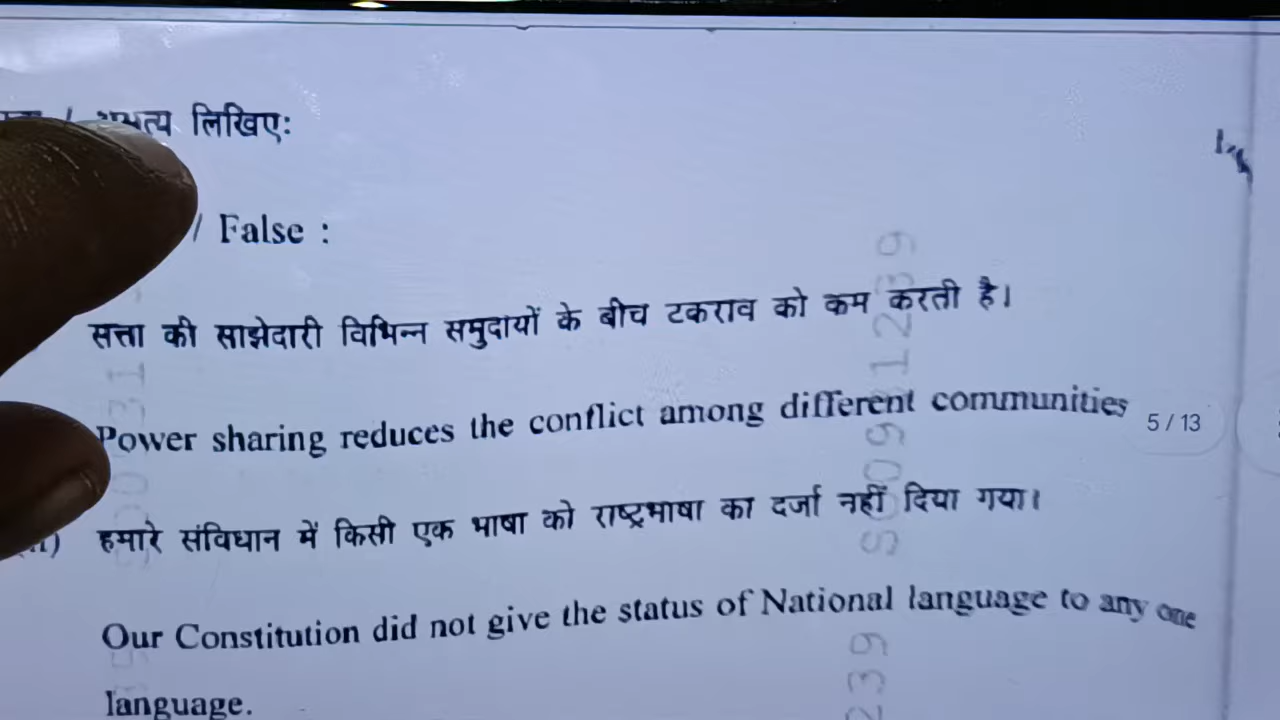 लिखिए:
/ False :
सत्ता की साझेदारी विभिन्न समुदायों के बीच टकराव को कम करती है।
Power sharing reduces the conflict among different communities
5 / 13
हमारे संविधान में किसी एक भाषा को राष्ट्रभाषा का दर्जा नहीं दिया गया।
Our Constitution did not give the status of National language to any one
language.
239